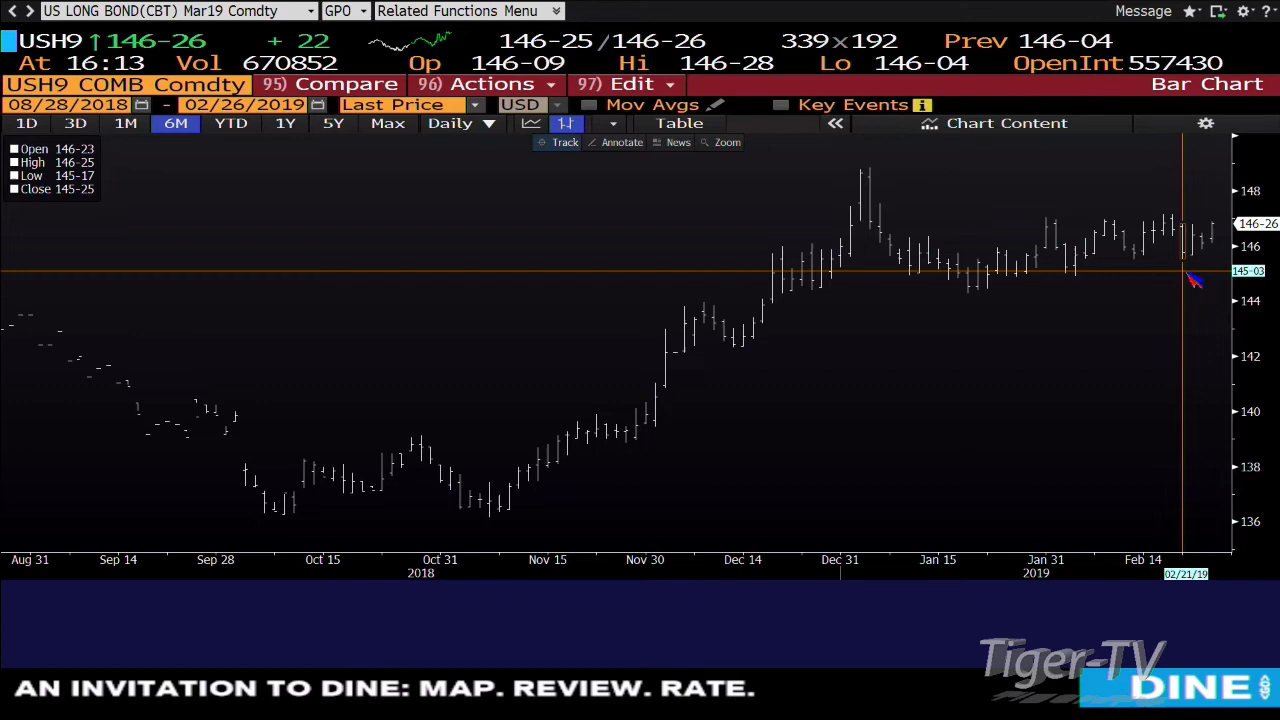 US LONG BOND(CBT) Mar19 Comdty GPO Related Functions Menu Message
USH9 ↑146-26 + 22 146-25/146-26 339x192 Prev 146-04
At 16:13 Vol 670852 Op 146-09 Hi 146-28 Lo 146-04 OpenInt 557430
USH9 COMB Comdty 95) Compare 96) Actions 97) Edit Bar Chart
08/28/2018 - 02/26/2019 Last Price USD Mov Avgs Key Events
1D 3D 1M 6M YTD 1Y 5Y Max Daily ▼ Table « Chart Content
Track Annotate News Zoom
Open 146-23
High 146-25
Low 145-17
Close 145-25
148
146-26
146
145-03
144
142
140
138
136
Aug 31 Sep 14 Sep 28 Oct 15 Oct 31 Nov 15 Nov 30 Dec 14 Dec 31 Jan 15 Jan 31 Feb 14
2018 2019 02/21/19
Tiger-TV
AN INVITATION TO DINE: MAP. REVIEW. RATE.
DINE